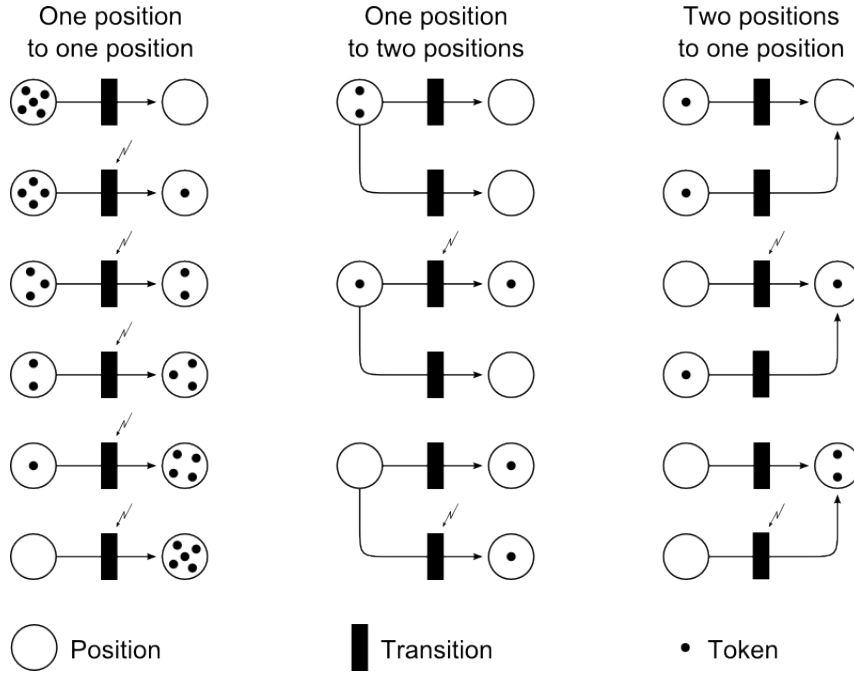 One position
to one position
One position
to two positions
Two positions
to one position
Position
Transition
Token